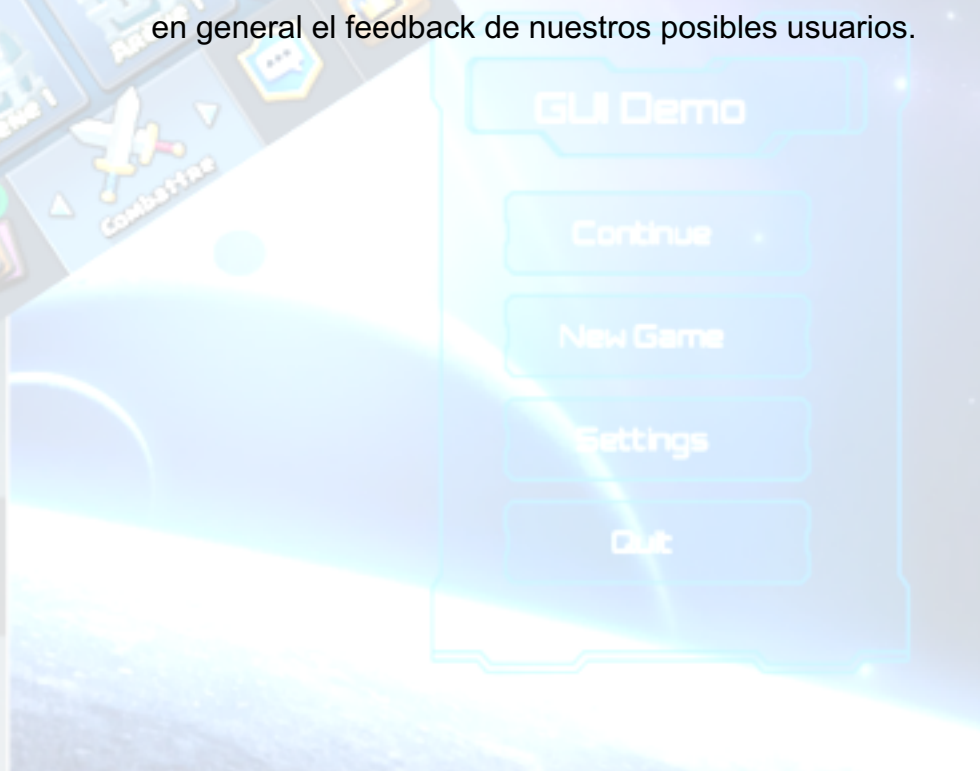 en general el feedback de nuestros posibles usuarios.
GUI Demo
Combattre
Continue
New Game
Settings
Quit